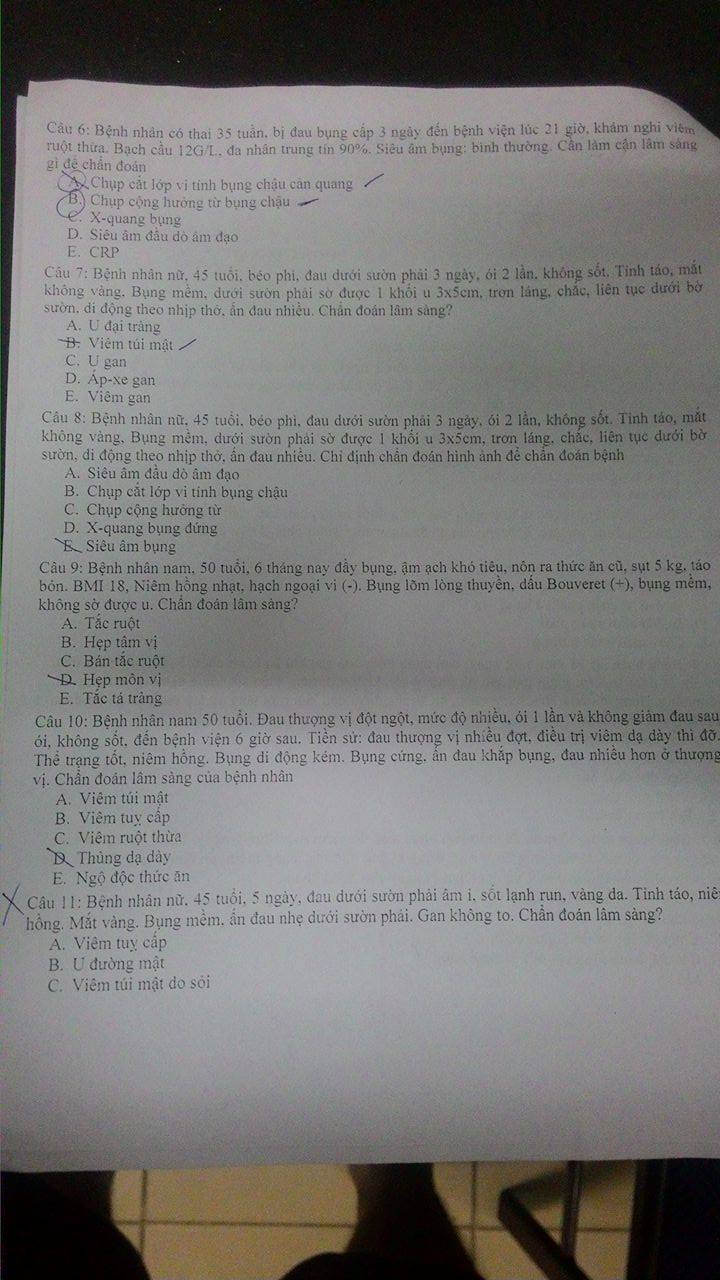 Câu 6: Bệnh nhân có thai 35 tuần, bị đau bụng cấp 3 ngày đến bệnh viện lúc 21 giờ, khám nghi viêm
ruột thừa. Bạch cầu 12G/L, đa nhân trung tín 90%. Siêu âm bụng: bình thường. Cần làm cận lâm sàng
gì để chẩn đoán
A. Chụp cắt lớp vi tính bụng chậu cản quang
B. Chụp cộng hưởng từ bụng chậu
C. X-quang bụng
D. Siêu âm đầu dò âm đạo
E. CRP
Câu 7: Bệnh nhân nữ, 45 tuổi, béo phì, đau dưới sườn phải 3 ngày, ói 2 lần, không sốt. Tỉnh táo, mắt
không vàng, Bụng mềm, dưới sườn phải sờ được 1 khối u 3x5cm, trơn láng, chắc, liên tục dưới bờ
sườn, di động theo nhịp thở, ấn đau nhiều. Chẩn đoán lâm sàng?
A. U đại tràng
B. Viêm túi mật
C. U gan
D. Áp-xe gan
E. Viêm gan
Câu 8: Bệnh nhân nữ, 45 tuổi, béo phì, đau dưới sườn phải 3 ngày, ói 2 lần, không sốt. Tỉnh táo, mắt
không vàng, Bụng mềm, dưới sườn phải sờ được 1 khối u 3x5cm, trơn láng, chắc, liên tục dưới bờ
sườn, di động theo nhịp thở, ấn đau nhiều. Chỉ định chẩn đoán hình ảnh để chẩn đoán bệnh
A. Siêu âm đầu dò âm đạo
B. Chụp cắt lớp vi tính bụng chậu
C. Chụp cộng hưởng từ
D. X-quang bụng đứng
E. Siêu âm bụng
Câu 9: Bệnh nhân nam, 50 tuổi, 6 tháng nay đầy bụng, ậm ạch khó tiêu, nôn ra thức ăn cũ, sụt 5 kg, táo
bón. BMI 18, Niêm hồng nhạt, hạch ngoại vi (-). Bụng lõm lòng thuyền, dấu Bouveret (+), bụng mềm,
không sờ được u. Chẩn đoán lâm sàng?
A. Tắc ruột
B. Hẹp tâm vị
C. Bán tắc ruột
D. Hẹp môn vị
E. Tắc tá tràng
Câu 10: Bệnh nhân nam 50 tuổi. Đau thượng vị đột ngột, mức độ nhiều, ói 1 lần và không giảm đau sau
ói, không sốt, đến bệnh viện 6 giờ sau. Tiền sử: đau thượng vị nhiều đợt, điều trị viêm dạ dày thì đỡ.
Thể trạng tốt, niêm hồng. Bụng di động kém. Bụng cứng, ấn đau khắp bụng, đau nhiều hơn ở thượng
vị. Chẩn đoán lâm sàng của bệnh nhân
A. Viêm túi mật
B. Viêm tuỵ cấp
C. Viêm ruột thừa
D. Thủng dạ dày
E. Ngộ độc thức ăn
Câu 11: Bệnh nhân nữ, 45 tuổi, 5 ngày, đau dưới sườn phải âm i, sốt lạnh run, vàng da. Tỉnh táo,
hồng. Mắt vàng. Bụng mềm, ấn đau nhẹ dưới sườn phải. Gan không to. Chẩn đoán lâm sàng?
A. Viêm tuỵ cấp
B. U đường mật
C. Viêm túi mật do sỏi